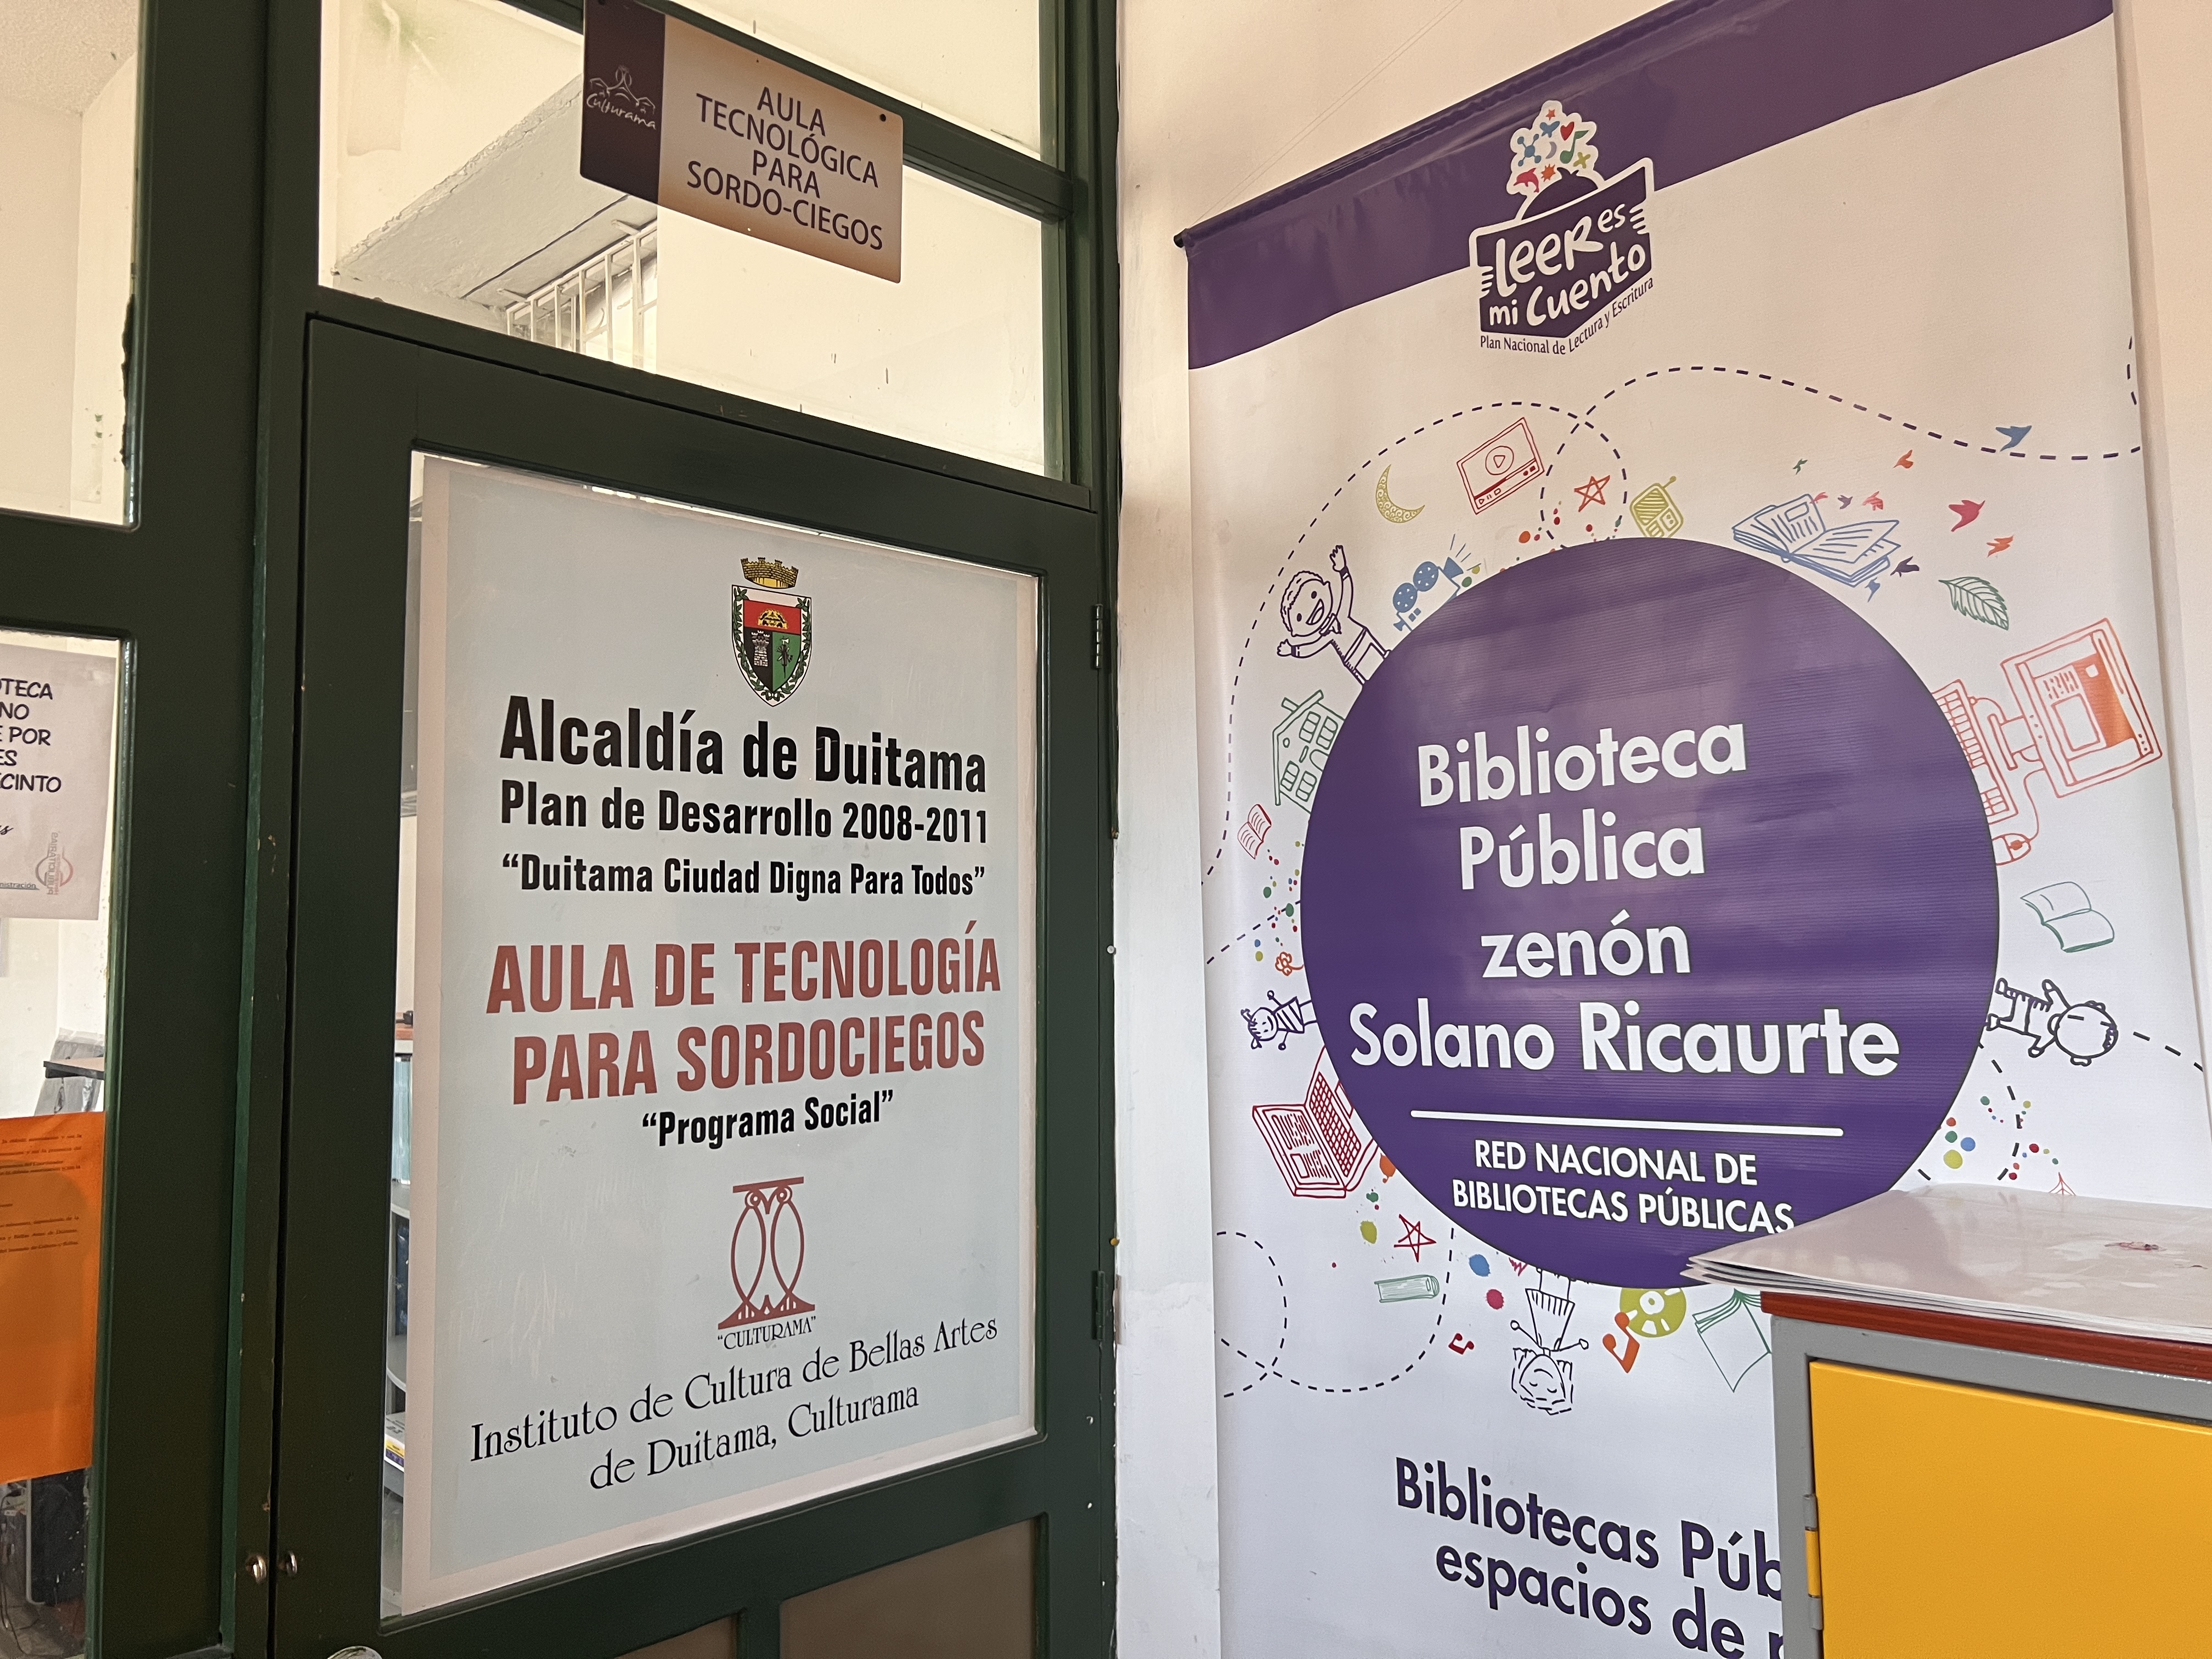 Culturama
AULA
TECNOLÓGICA
PARA
SORDO-CIEGOS
Alcaldía de Duitama
Plan de Desarrollo 2008-2011
“Duitama Ciudad Digna Para Todos”
AULA DE TECNOLOGÍA
PARA SORDOCIEGOS
“Programa Social”
“CULTURAMA”
Instituto de Cultura de Bellas Artes
de Duitama, Culturama
leer es
mi Cuento
Plan Nacional de Lectura y Escritura
Biblioteca
Pública
zenón
Solano Ricaurte
RED NACIONAL DE
BIBLIOTECAS PÚBLICAS
Bibliotecas Púb
espacios de
OTECA
NO
E POR
ES
CINTO